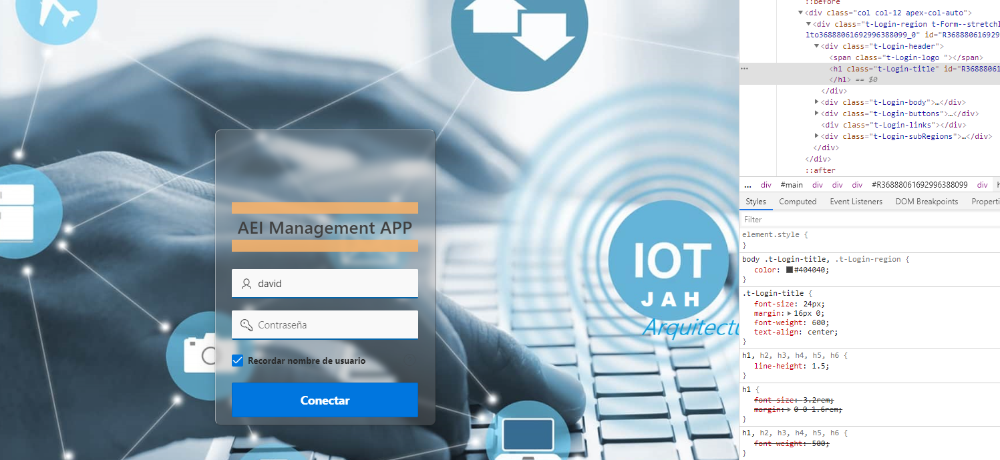 IOT
JAH
Arquitectu
AEI Management APP
david
Contraseña
Recordar nombre de usuario
Conectar
::before
▼<div class="col col-12 apex-col-auto">
▼<div class="t-Login-region t-Form--stretchI
lto36888061692996388099_0" id="R3688806169299
▼<div class="t-Login-header">
<span class="t-Login-logo "></span>
... <h1 class="t-Login-title" id="R36888061
</h1> == $0
</div>
▶<div class="t-Login-body">…</div>
▶<div class="t-Login-buttons">…</div>
<div class="t-Login-links"></div>
▶<div class="t-Login-subRegions">…</div>
</div>
</div>
::after
... div #main div div div #R36888061692996388099 div h
Styles Computed Event Listeners DOM Breakpoints Properti
Filter
element.style {
}
body .t-Login-title, .t-Login-region {
color: #404040;
}
.t-Login-title {
font-size: 24px;
margin: ▶ 16px 0;
font-weight: 600;
text-align: center;
}
h1, h2, h3, h4, h5, h6 {
line-height: 1.5;
}
h1 {
font-size: 3.2rem;
margin: ▶ 0 0 1.6rem;
}
h1, h2, h3, h4, h5, h6 {
font-weight: 500;
}